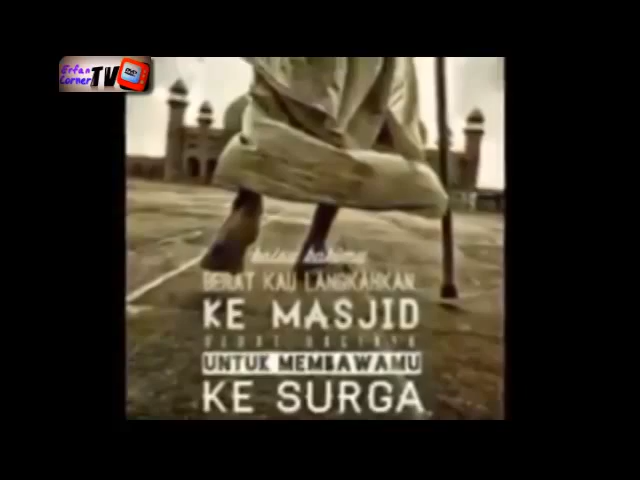 Erfan
Corner TV
BERAT KAU LANGKAHKAN
KE MASJID
UNTUK MEMBAWAMU
KE SURGA